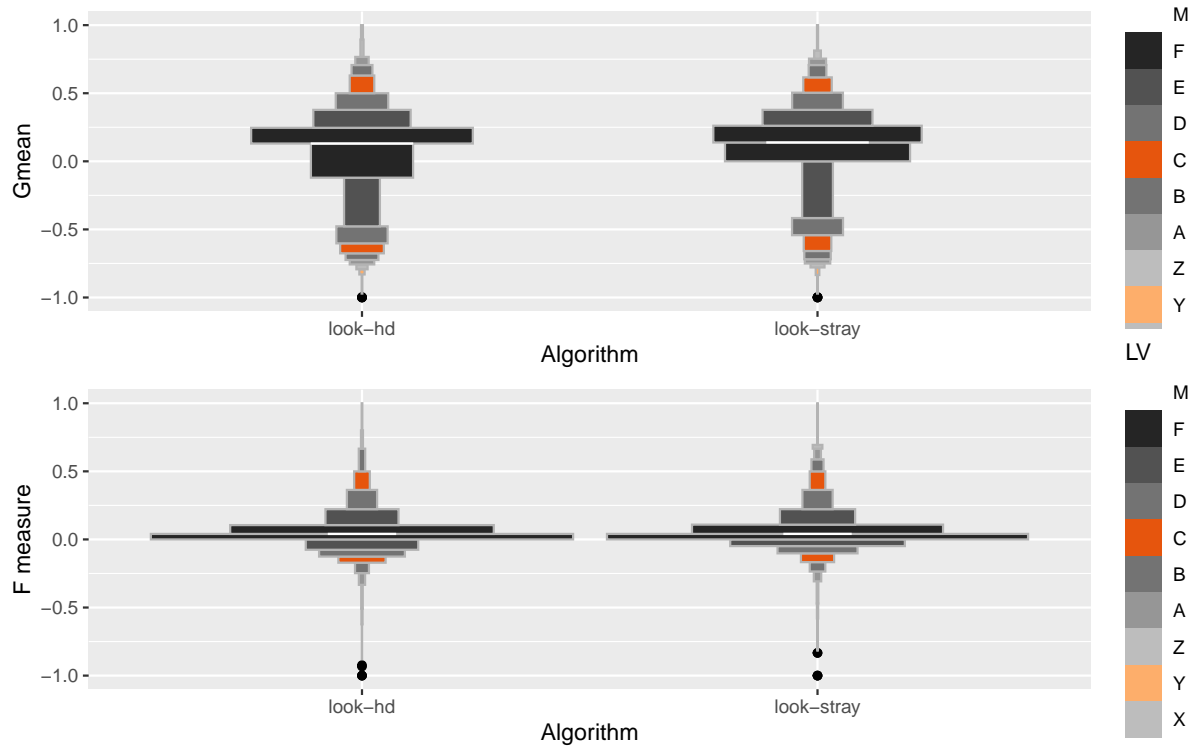 1.0
0.5
0.0
−0.5
−1.0
Gmean
look−hd
look−stray
Algorithm
M
F
E
D
C
B
A
Z
Y
LV
1.0
0.5
0.0
−0.5
−1.0
F measure
look−hd
look−stray
Algorithm
M
F
E
D
C
B
A
Z
Y
X